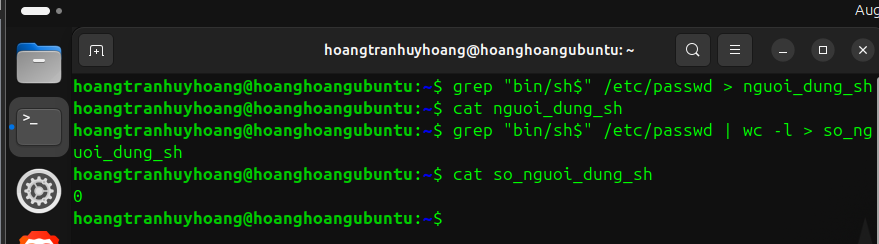 Aug
hoangtranhuyhoang@hoanghoangubuntu: ~
hoangtranhuyhoang@hoanghoangubuntu:~$ grep "bin/sh$" /etc/passwd > nguoi_dung_sh
hoangtranhuyhoang@hoanghoangubuntu:~$ cat nguoi_dung_sh
hoangtranhuyhoang@hoanghoangubuntu:~$ grep "bin/sh$" /etc/passwd | wc -l > so_ng
uoi_dung_sh
hoangtranhuyhoang@hoanghoangubuntu:~$ cat so_nguoi_dung_sh
0
hoangtranhuyhoang@hoanghoangubuntu:~$